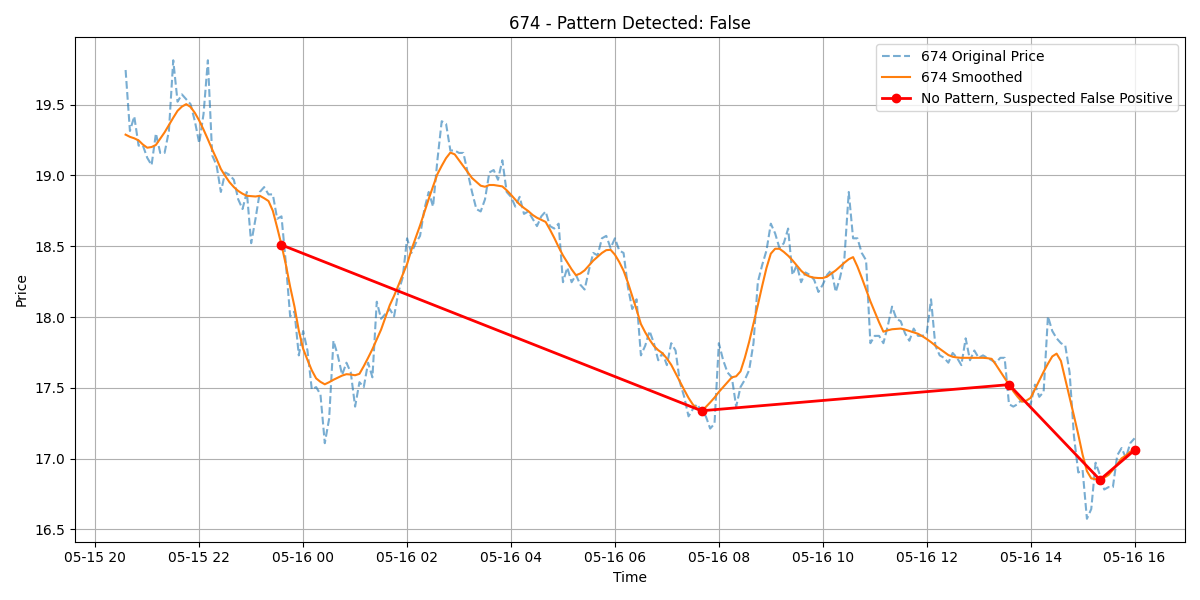 674 - Pattern Detected: False
674 Original Price
674 Smoothed
No Pattern, Suspected False Positive
Price
19.5
19.0
18.5
18.0
17.5
17.0
16.5
05-15 20 05-15 22 05-16 00 05-16 02 05-16 04 05-16 06 05-16 08 05-16 10 05-16 12 05-16 14 05-16 16
Time